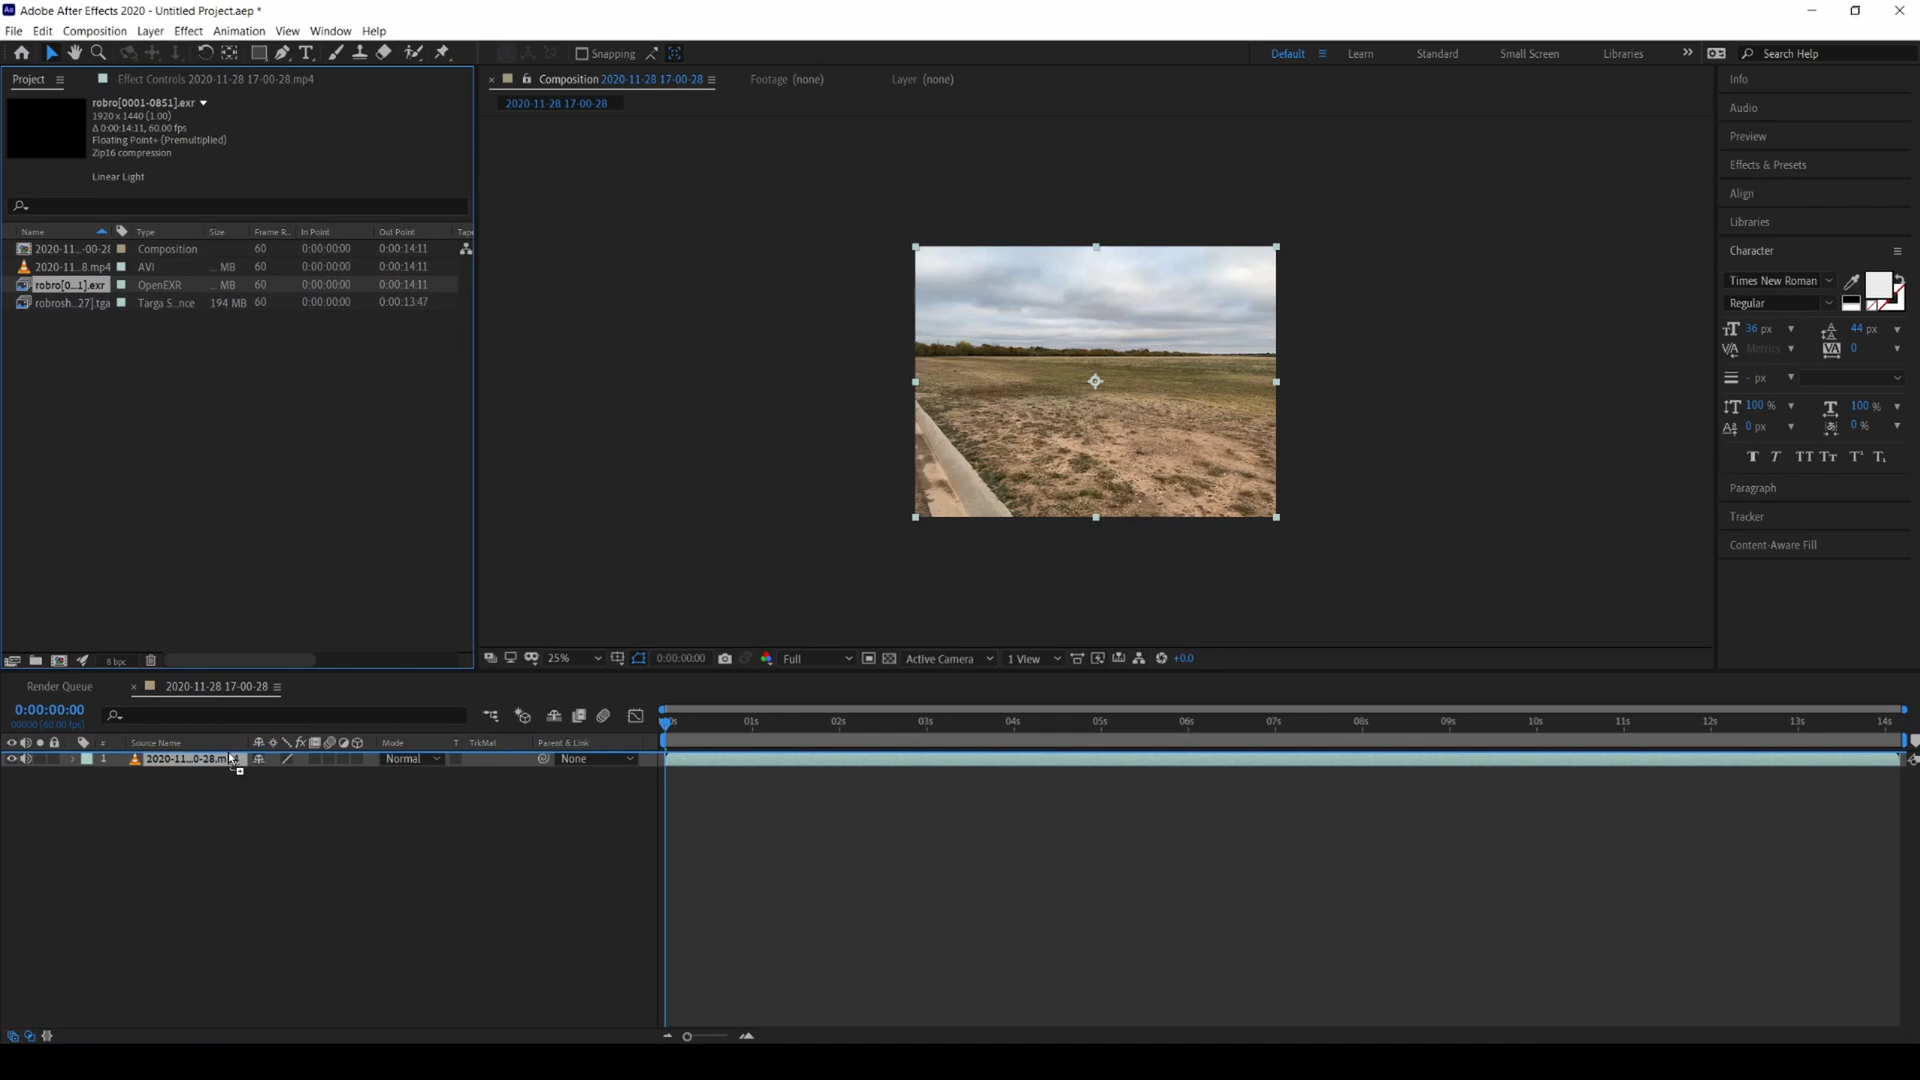 Adobe After Effects 2020 - Untitled Project.aep *
File Edit Composition Layer Effect Animation View Window Help
Snapping Default Learn Standard Small Screen Libraries Search Help
Project Effect Controls 2020-11-28 17-00-28 mp4
Composition 2020-11-28 17-00-28 Footage (none) Layer (none)
2020-11-28 17-00-28
robro[0001-0851].exr
1920 x 1440 (1.00)
Δ 0:00:14:11, 60.00 fps
Floating Point+ (Premultiplied)
Zip16 compression
Linear Light
Name Type Size Frame R... In Point Out Point Tape
2020-11...-00-28 Composition 60 0:00:00:00 0:00:14:11
2020-11...8.mp4 AVI ... MB 60 0:00:00:00 0:00:14:11
robro[0...1].exr OpenEXR ... MB 60 0:00:00:00 0:00:14:11
robrosh...27].tga Targa S...nce 194 MB 60 0:00:00:00 0:00:13:47
8 bpc
25% 0:00:00:00 Full Active Camera 1 View +0.0
Info
Audio
Preview
Effects & Presets
Align
Libraries
Character
Times New Roman
Regular
36 px 44 px
Metrics 0
- px
100 % 100 %
0 px 0 %
T T TT Tr T¹ T₁
Paragraph
Tracker
Content-Aware Fill
Render Queue 2020-11-28 17-00-28
0:00:00:00
00000 (60.00 fps)
01s 02s 03s 04s 05s 06s 07s 08s 09s 10s 11s 12s 13s 14s
# Source Name fx Mode T TrkMat Parent & Link
1 2020-11...0-28.m Normal None